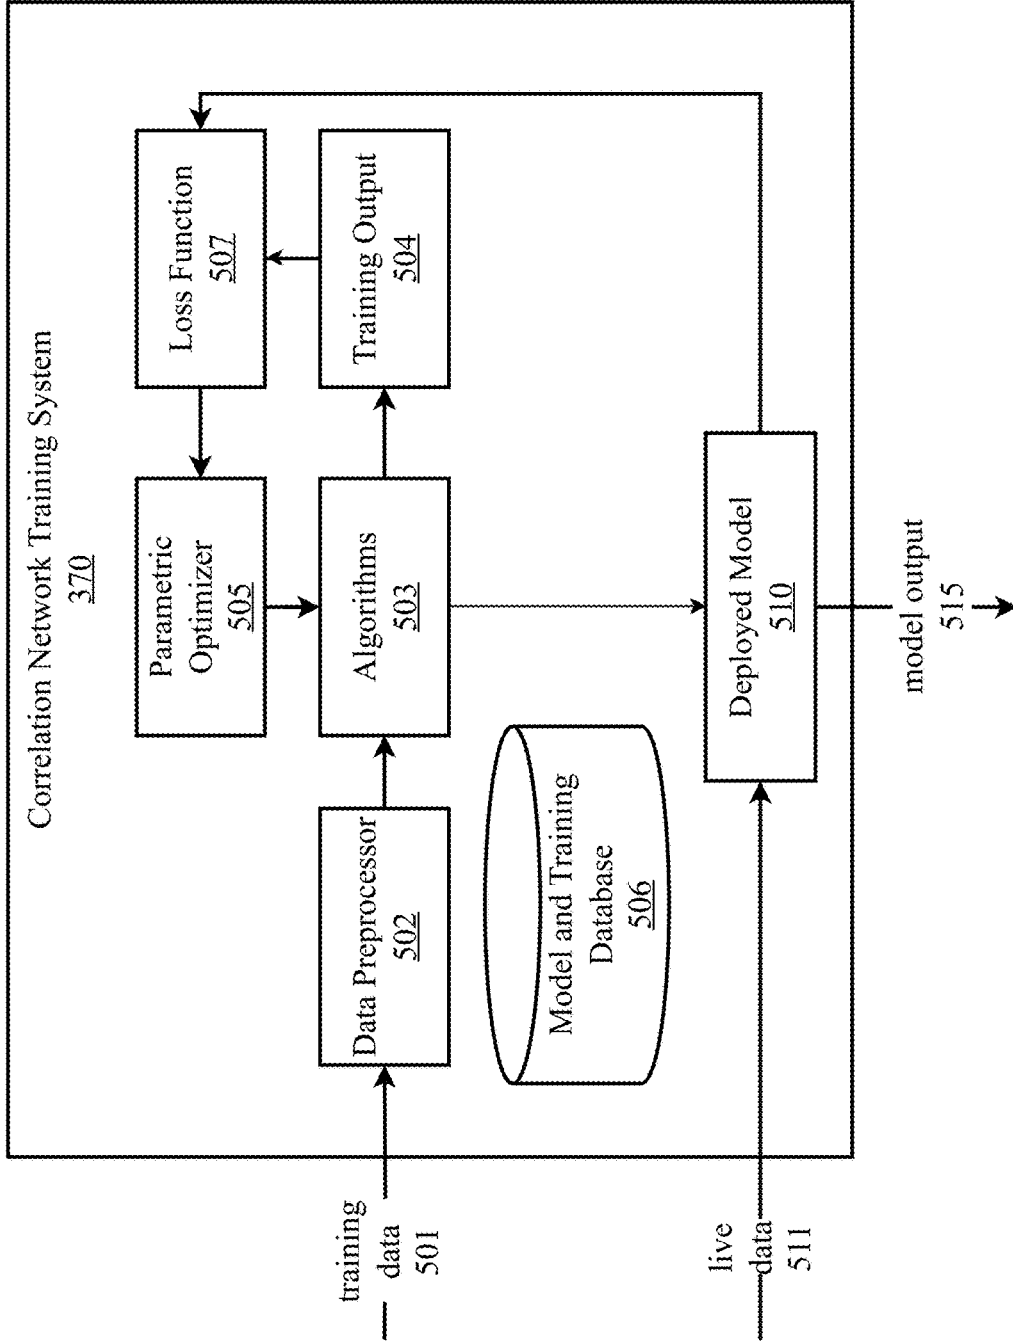 Correlation Network Training System
370
Parametric
Optimizer
505
Loss Function
507
training
data
501
Data Preprocessor
502
Algorithms
503
Training Output
504
Model and Training
Database
506
live
data
511
Deployed Model
510
model output
515